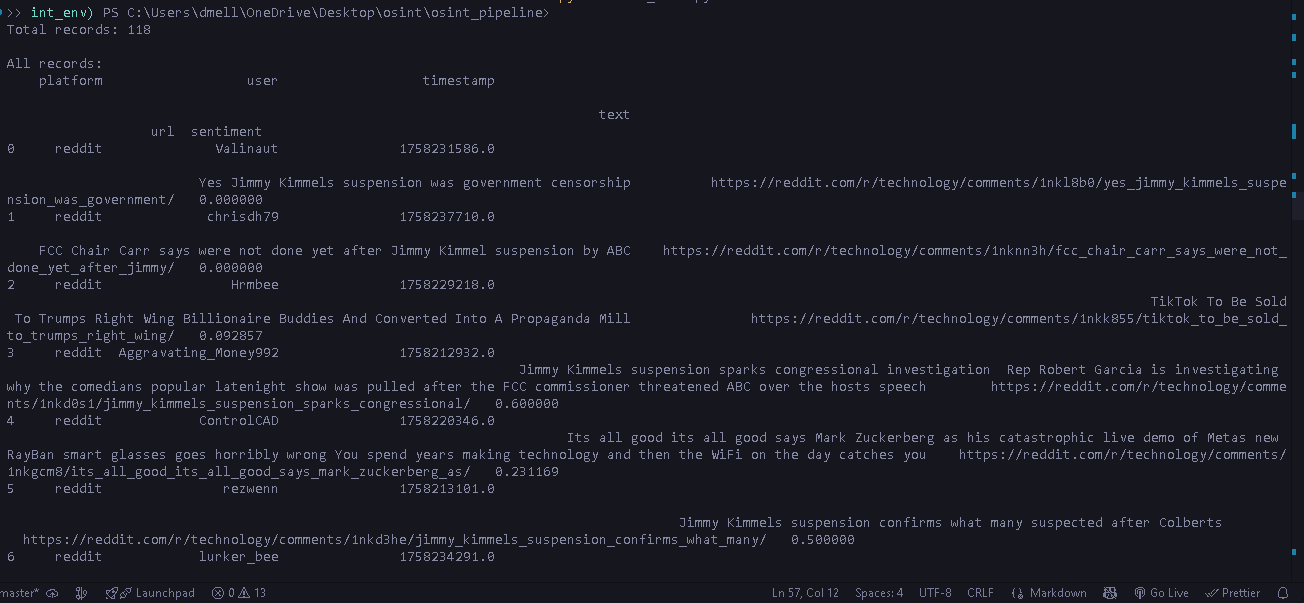 >> int_env) PS C:\Users\dmell\OneDrive\Desktop\osint\osint_pipeline>
Total records: 118
All records:
platform user timestamp
text
url sentiment
0 reddit Valinaut 1758231586.0
Yes Jimmy Kimmels suspension was government censorship https://reddit.com/r/technology/comments/1nkl8b0/yes_jimmy_kimmels_suspe
nsion_was_government/ 0.000000
1 reddit chrisdh79 1758237710.0
FCC Chair Carr says were not done yet after Jimmy Kimmel suspension by ABC https://reddit.com/r/technology/comments/1nknn3h/fcc_chair_carr_says_were_not_
done_yet_after_jimmy/ 0.000000
2 reddit Hrmbee 1758229218.0
TikTok To Be Sold
To Trumps Right Wing Billionaire Buddies And Converted Into A Propaganda Mill https://reddit.com/r/technology/comments/1nkk855/tiktok_to_be_sold_
to_trumps_right_wing/ 0.092857
3 reddit Aggravating_Money992 1758212932.0
Jimmy Kimmels suspension sparks congressional investigation Rep Robert Garcia is investigating
why the comedians popular latenight show was pulled after the FCC commissioner threatened ABC over the hosts speech https://reddit.com/r/technology/comme
nts/1nkd0s1/jimmy_kimmels_suspension_sparks_congressional/ 0.600000
4 reddit ControlCAD 1758220346.0
Its all good its all good says Mark Zuckerberg as his catastrophic live demo of Metas new
RayBan smart glasses goes horribly wrong You spend years making technology and then the WiFi on the day catches you https://reddit.com/r/technology/comments/
1nkgcm8/its_all_good_its_all_good_says_mark_zuckerberg_as/ 0.231169
5 reddit rezwenn 1758213101.0
Jimmy Kimmels suspension confirms what many suspected after Colberts
https://reddit.com/r/technology/comments/1nkd3he/jimmy_kimmels_suspension_confirms_what_many/ 0.500000
6 reddit lurker_bee 1758234291.0
master* Launchpad 0 13 Ln 57, Col 12 Spaces: 4 UTF-8 CRLF Markdown Go Live Prettier